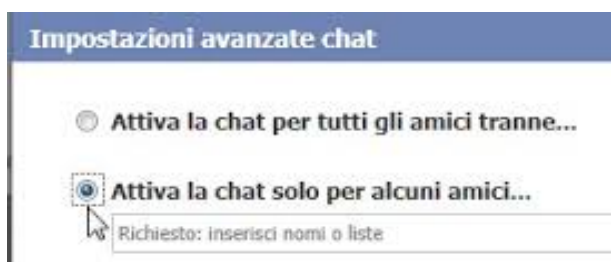 Impostazioni avanzate chat
Attiva la chat per tutti gli amici tranne...
Attiva la chat solo per alcuni amici...
Richiesto: inserisci nomi o liste